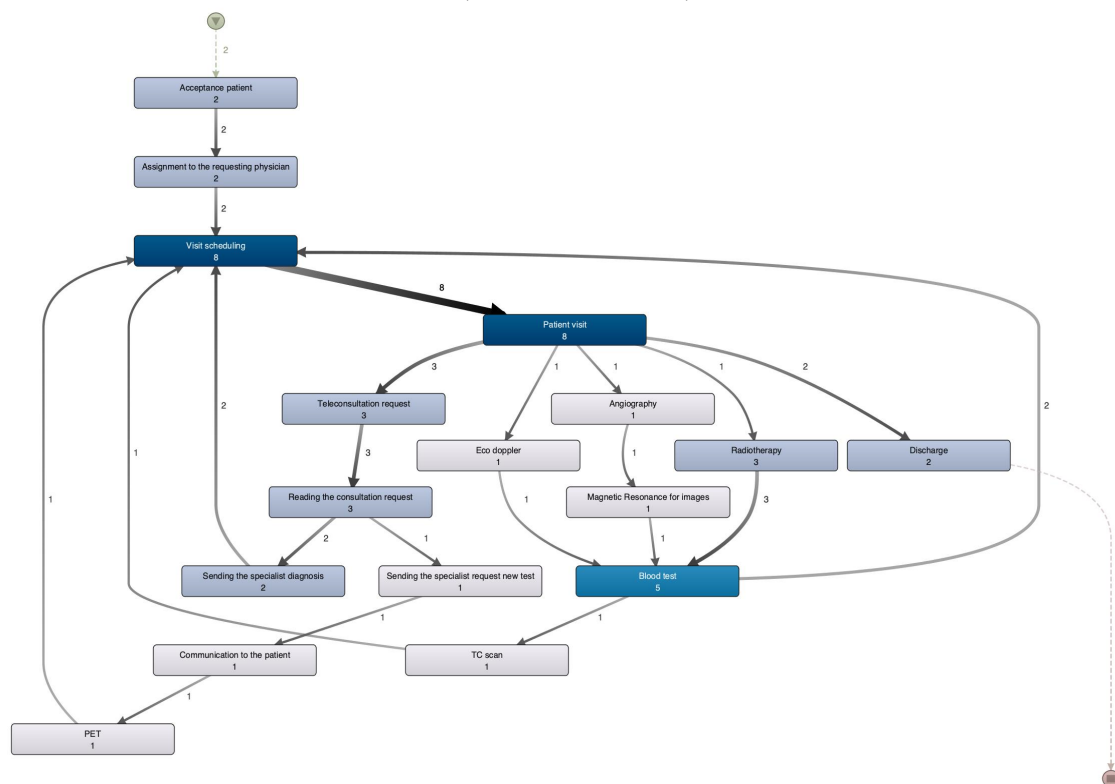 2
Acceptance patient
2
2
Assignment to the requesting physician
2
2
Visit scheduling
8
8
Patient visit
8
3
1
1
1
2
Teleconsultation request
3
Angiography
1
2
2
1
3
1
Eco doppler
1
Radiotherapy
3
Discharge
2
1
1
3
Reading the consultation request
3
Magnetic Resonance for images
1
2
1
1
Sending the specialist diagnosis
2
Sending the specialist request new test
1
Blood test
5
1
1
Communication to the patient
1
TC scan
1
1
PET
1